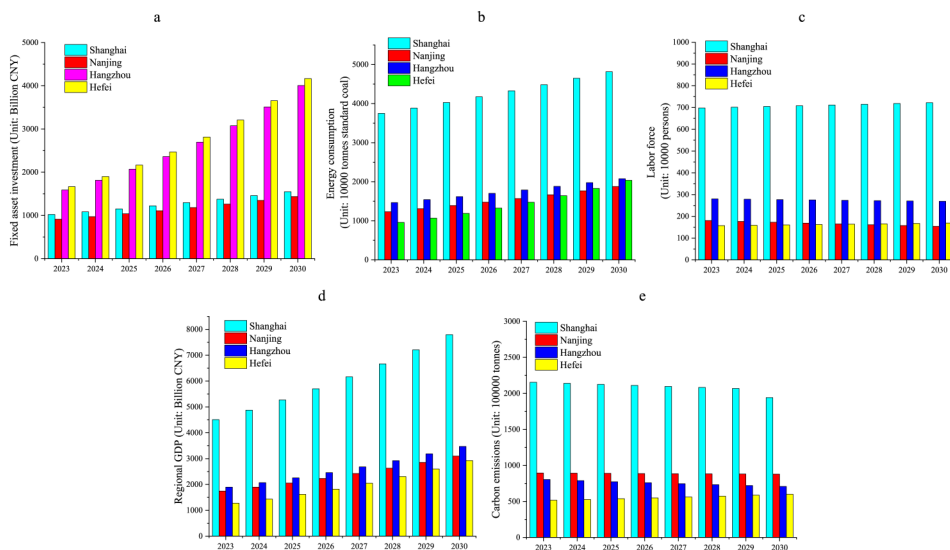 a
Fixed asset investment (Unit: Billion CNY)
5000
4000
3000
2000
1000
0
Shanghai
Nanjing
Hangzhou
Hefei
2023 2024 2025 2026 2027 2028 2029 2030
b
Energy consumption
(Unit: 10000 tonnes standard coal)
5000
4000
3000
2000
1000
0
Shanghai
Nanjing
Hangzhou
Hefei
2023 2024 2025 2026 2027 2028 2029 2030
c
Labor force
(Unit: 10000 persons)
1000
900
800
700
600
500
400
300
200
100
0
Shanghai
Nanjing
Hangzhou
Hefei
2023 2024 2025 2026 2027 2028 2029 2030
d
Regional GDP (Unit: Billion CNY)
8000
7000
6000
5000
4000
3000
2000
1000
0
Shanghai
Nanjing
Hangzhou
Hefei
2023 2024 2025 2026 2027 2028 2029 2030
e
Carbon emissions (Unit: 100000 tonnes)
3000
2500
2000
1500
1000
500
0
Shanghai
Nanjing
Hangzhou
Hefei
2023 2024 2025 2026 2027 2028 2029 2030